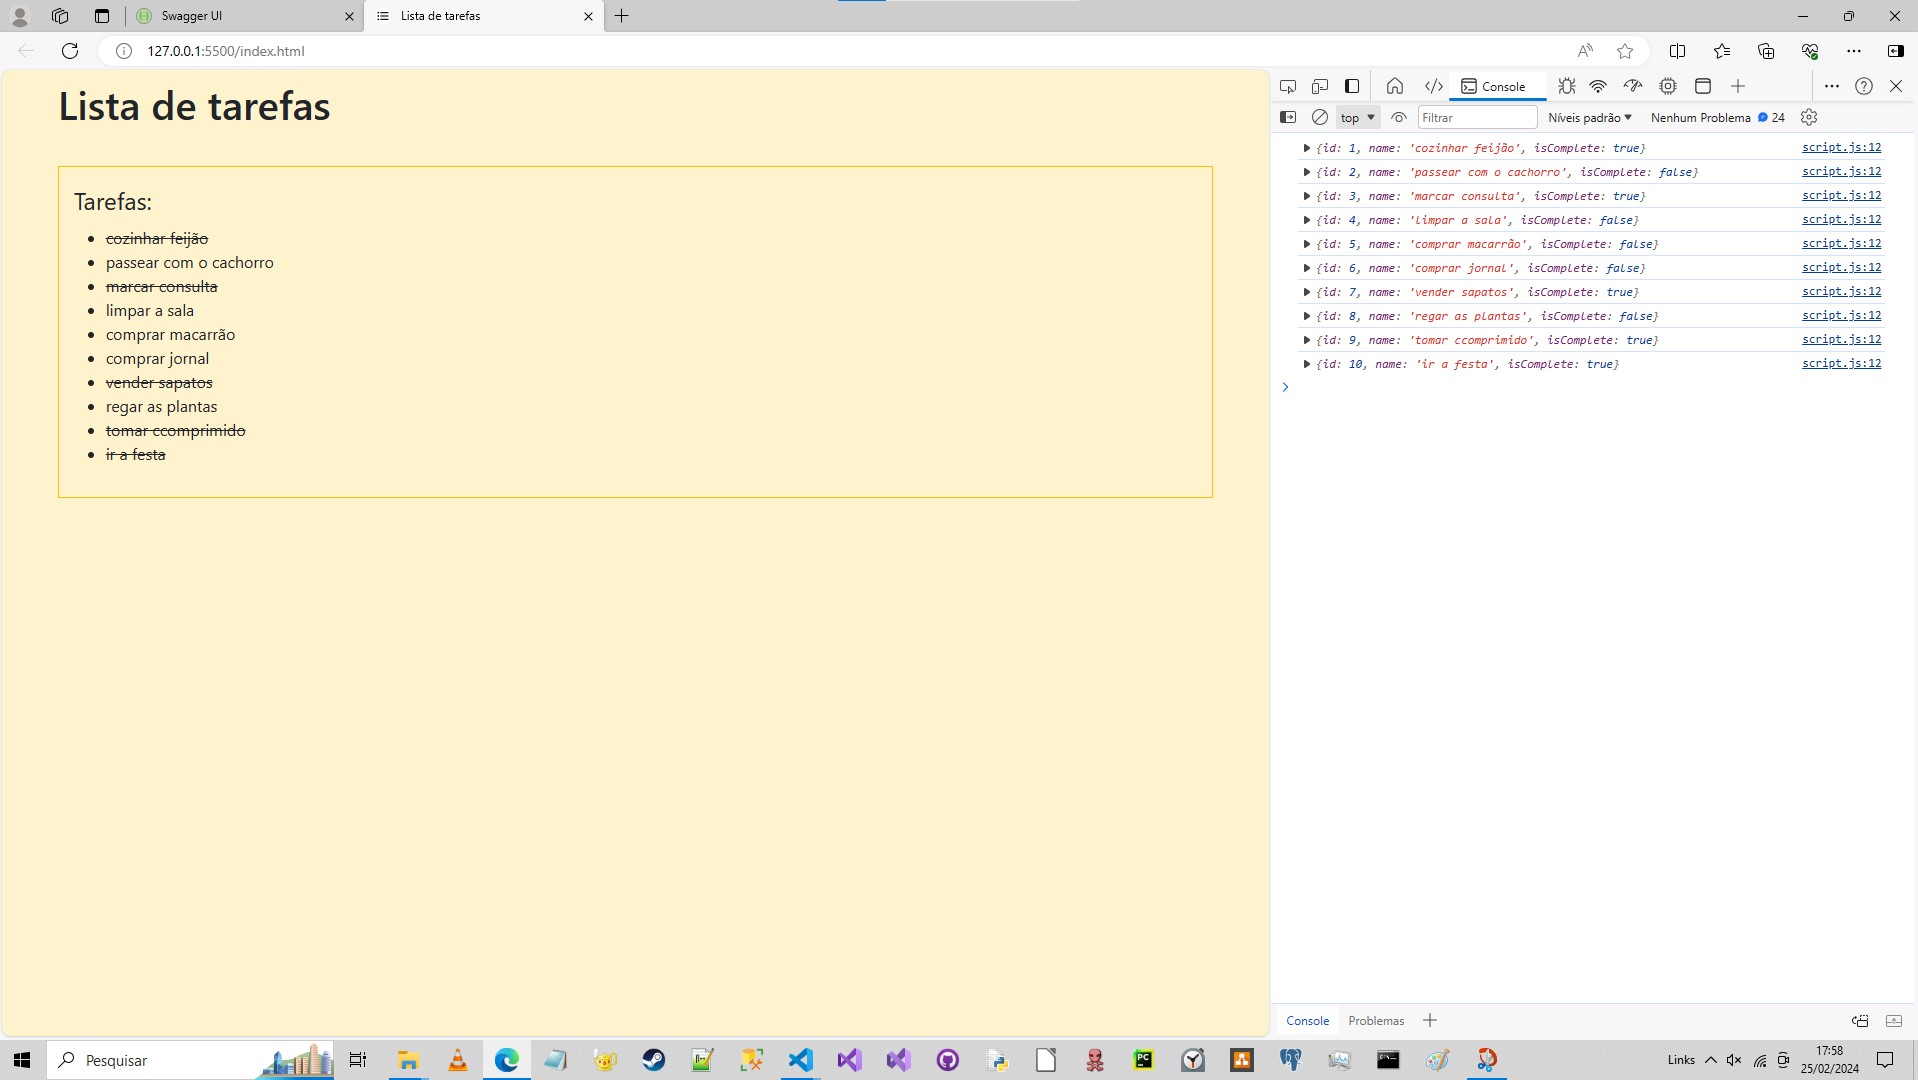 Swagger UI
Lista de tarefas
127.0.0.1:5500/index.html
Lista de tarefas
Tarefas:
cozinhar feijão
passear com o cachorro
marcar consulta
limpar a sala
comprar macarrão
comprar jornal
vender sapatos
regar as plantas
tomar ccomprimido
ir a festa
Console
top
Filtrar
Níveis padrão
Nenhum Problema
24
{id: 1, name: 'cozinhar feijão', isComplete: true} script.js:12
{id: 2, name: 'passear com o cachorro', isComplete: false} script.js:12
{id: 3, name: 'marcar consulta', isComplete: true} script.js:12
{id: 4, name: 'limpar a sala', isComplete: false} script.js:12
{id: 5, name: 'comprar macarrão', isComplete: false} script.js:12
{id: 6, name: 'comprar jornal', isComplete: false} script.js:12
{id: 7, name: 'vender sapatos', isComplete: true} script.js:12
{id: 8, name: 'regar as plantas', isComplete: false} script.js:12
{id: 9, name: 'tomar ccomprimido', isComplete: true} script.js:12
{id: 10, name: 'ir a festa', isComplete: true} script.js:12
Console
Problemas
Pesquisar
PC
Links
17:58
25/02/2024